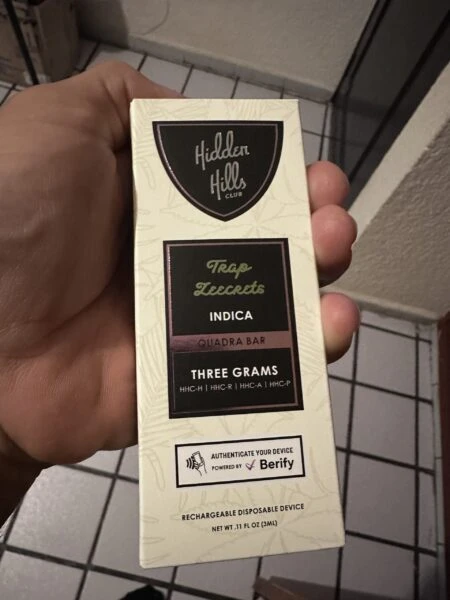 Hidden
Hills
CLUB
Trap
Zeecrets
INDICA
QUADRA BAR
THREE GRAMS
HHC-H | HHC-R | HHC-A | HHC-P
AUTHENTICATE YOUR DEVICE
POWERED BY Berify
RECHARGEABLE DISPOSABLE DEVICE
NET WT .11 FL OZ (3ML)